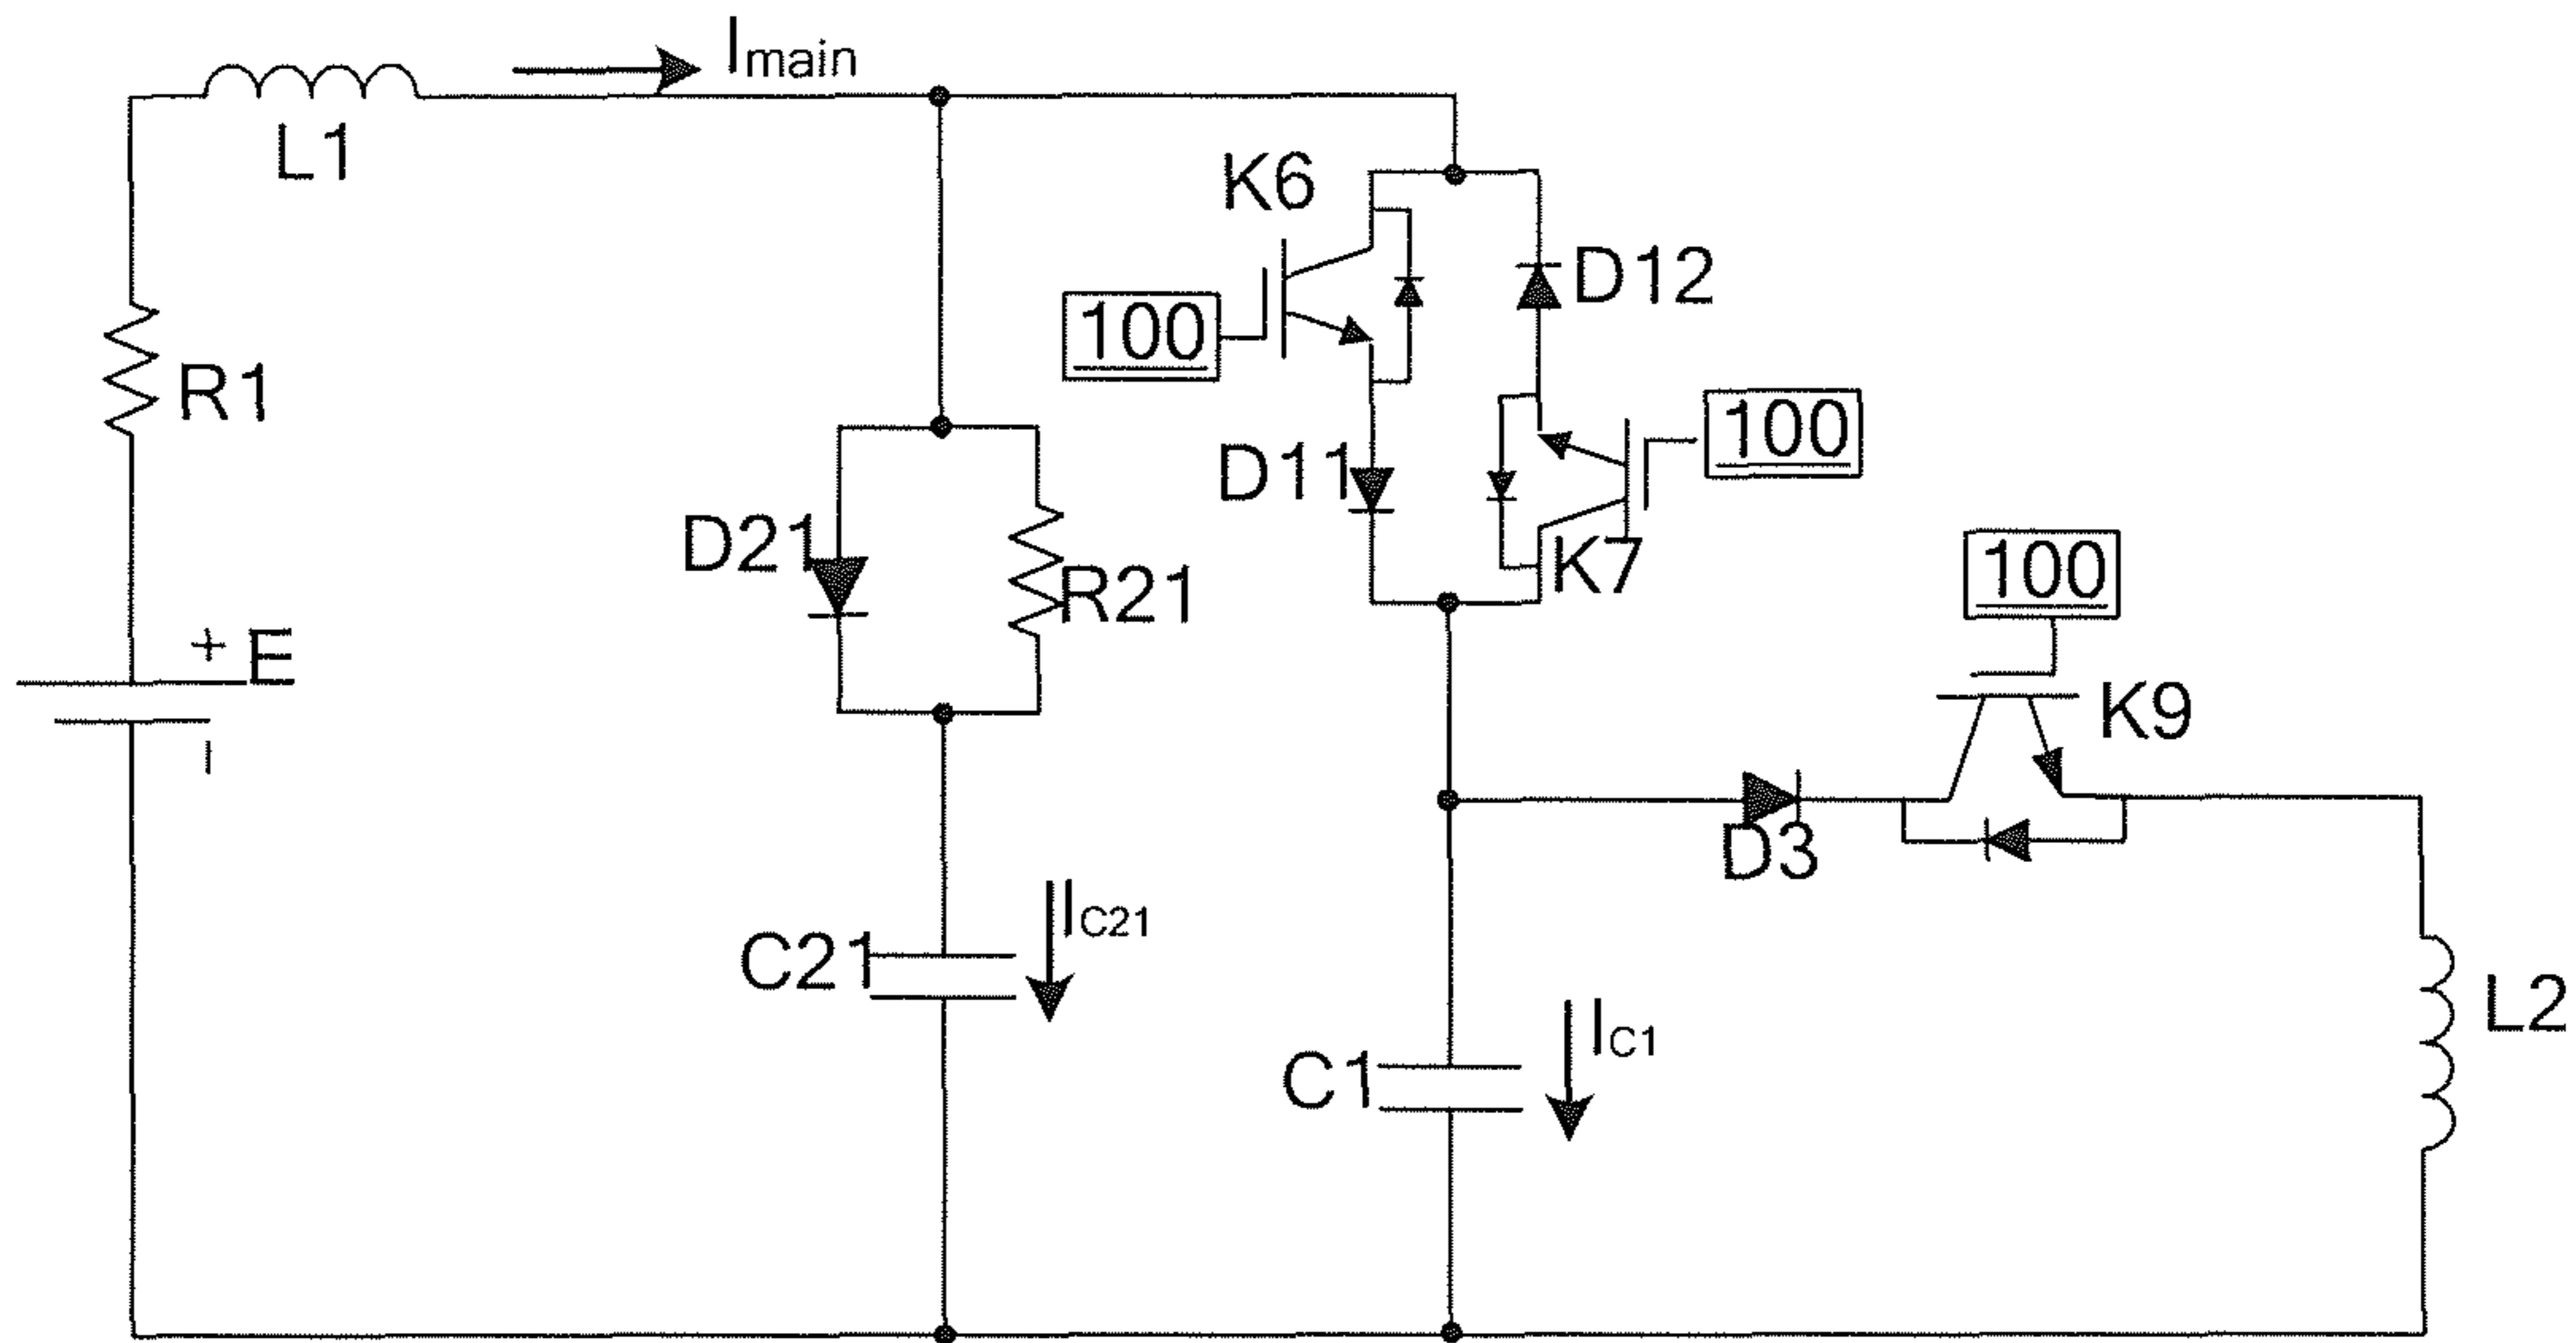 Imain
L1
K6
D12
100
R1
100
D11
D21
100
K7
R21
+ E
-
K9
D3
IC21
C21
L2
IC1
C1